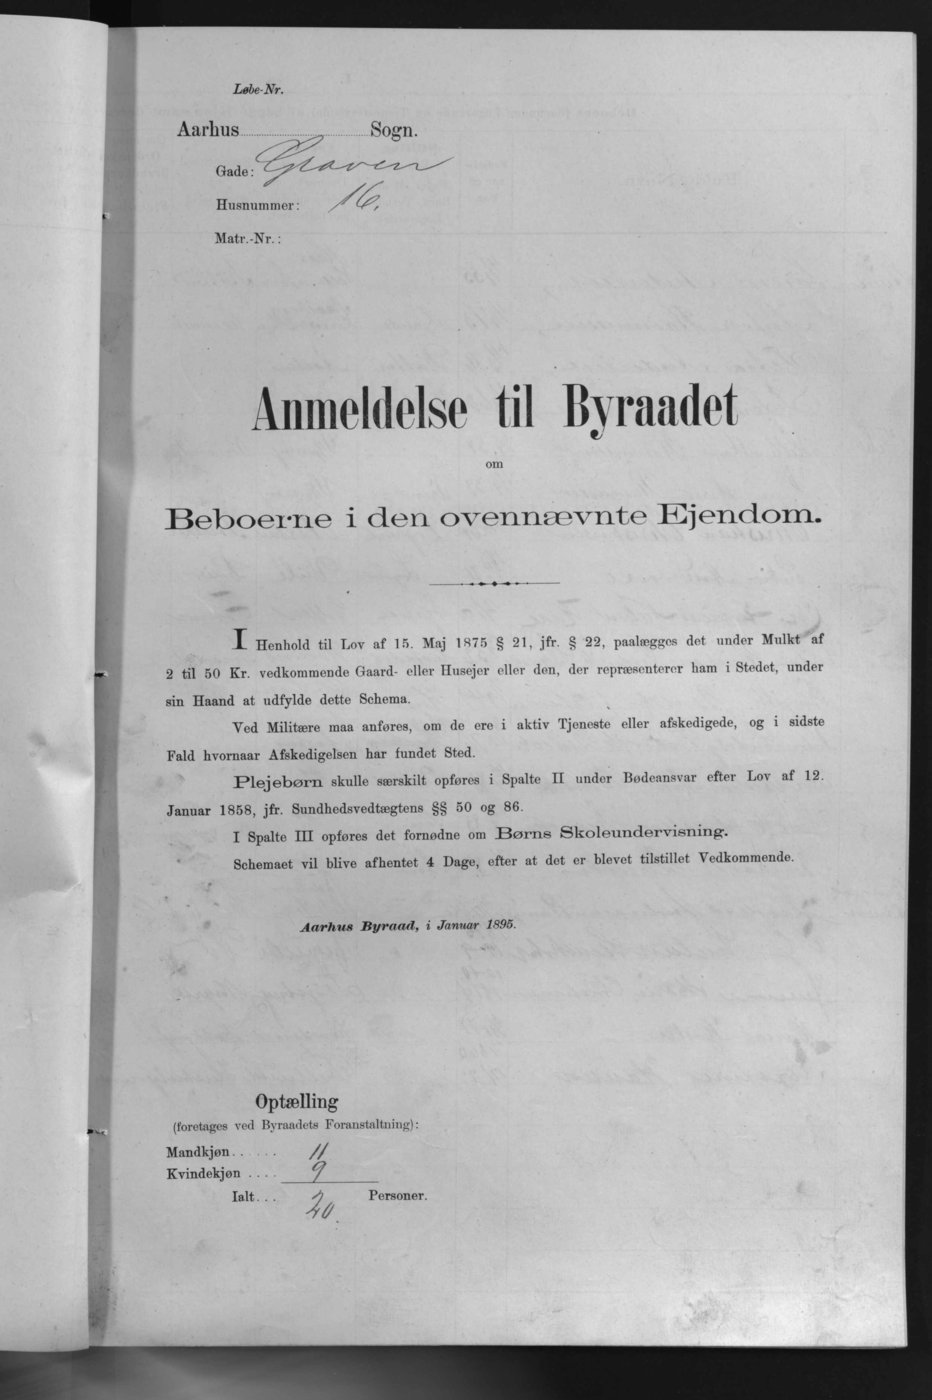 Løbe-Nr.
Aarhus Sogn.
Gade: Graven
Husnummer: 16.
Matr.-Nr.:
Anmeldelse til Byraadet
om
Beboerne i den ovennævnte Ejendom.
I Henhold til Lov af 15. Maj 1875 § 21, jfr. § 22, paalægges det under Mulkt af
2 til 50 Kr. vedkommende Gaard- eller Husejer eller den, der repræsenterer ham i Stedet, under
sin Haand at udfylde dette Schema.
Ved Militære maa anføres, om de ere i aktiv Tjeneste eller afskedigede, og i sidste
Fald hvornaar Afskedigelsen har fundet Sted.
Plejebørn skulle særskilt opføres i Spalte II under Bødeansvar efter Lov af 12.
Januar 1858, jfr. Sundhedsvedtægtens §§ 50 og 86.
I Spalte III opføres det fornødne om Børns Skoleundervisning.
Schemaet vil blive afhentet 4 Dage, efter at det er blevet tilstillet Vedkommende.
Aarhus Byraad, i Januar 1895.
Optælling
(foretages ved Byraadets Foranstaltning):
Mandkjøn...... 11
Kvindekjøn .... 9
Ialt... 20 Personer.